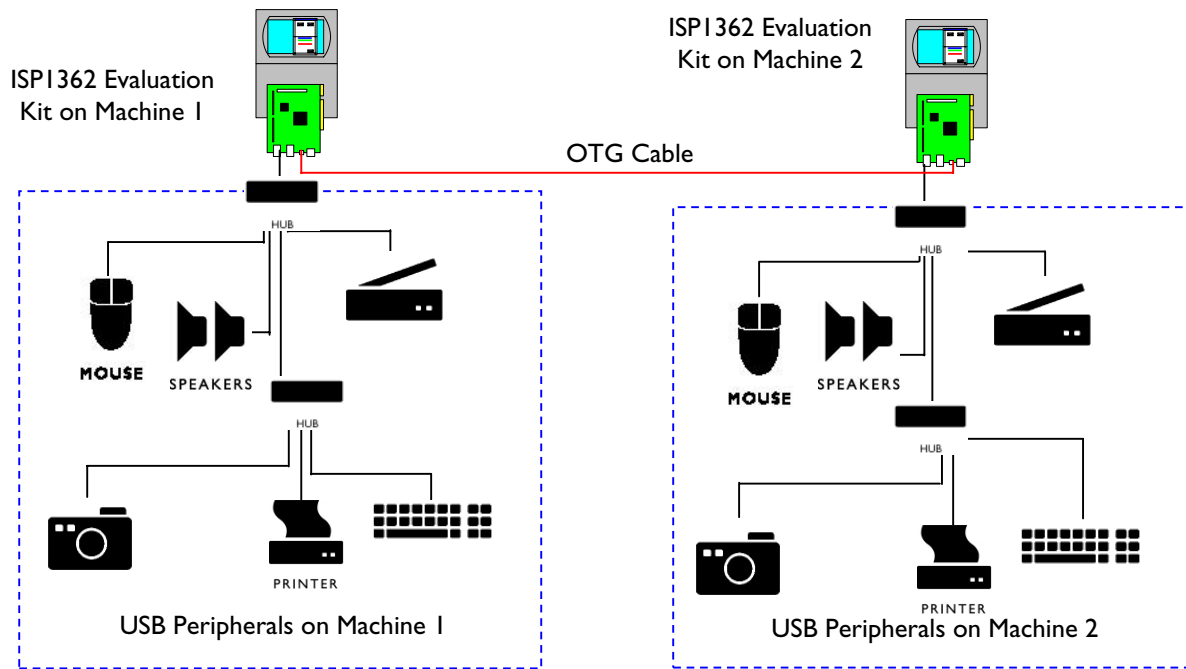 ISP1362 Evaluation
Kit on Machine 1
ISP1362 Evaluation
Kit on Machine 2
OTG Cable
HUB
MOUSE
SPEAKERS
HUB
PRINTER
USB Peripherals on Machine 1
HUB
MOUSE
SPEAKERS
HUB
PRINTER
USB Peripherals on Machine 2